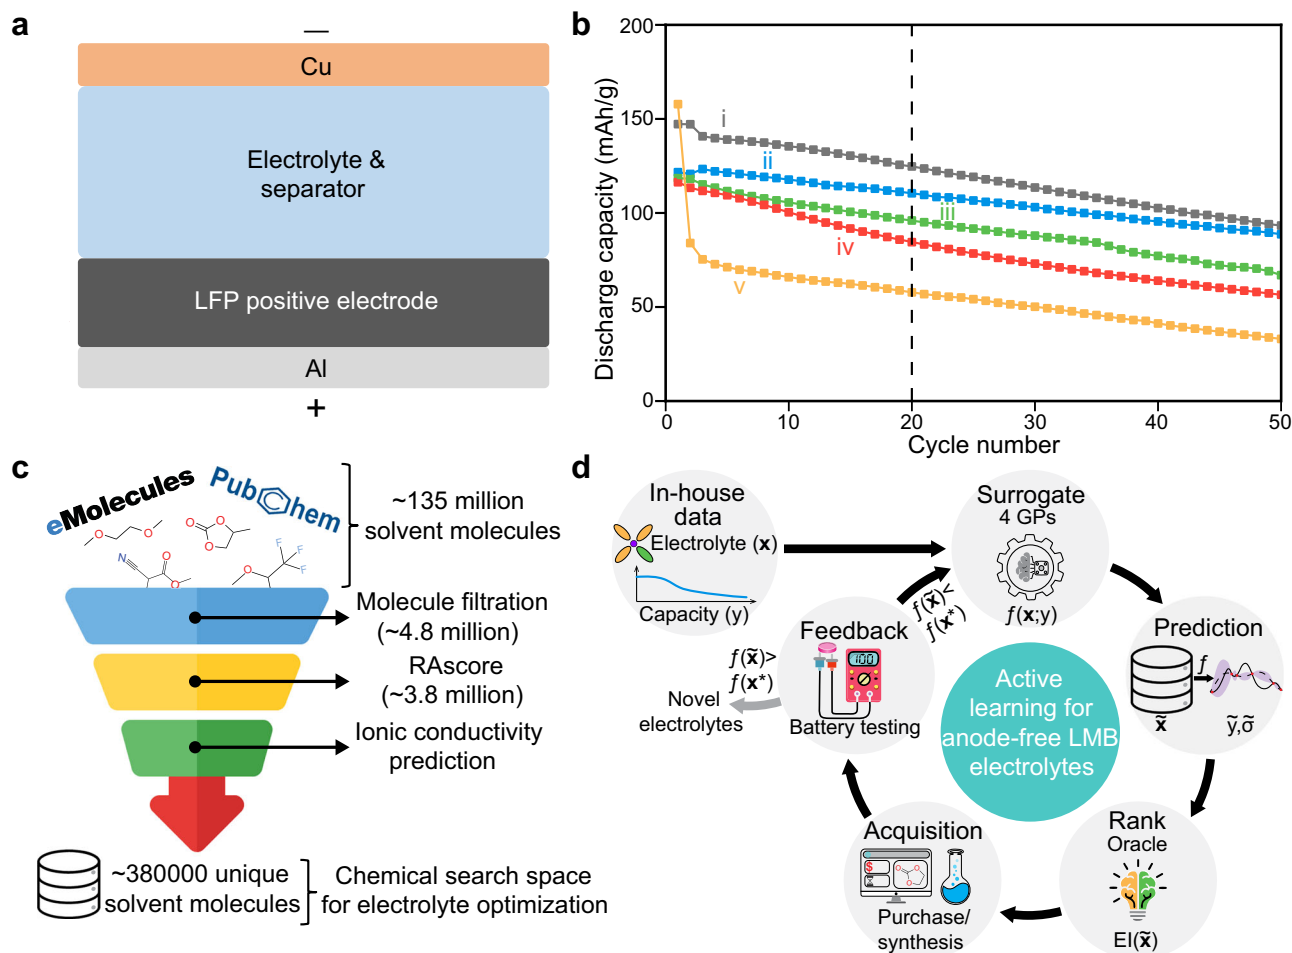 a
—
Cu
Electrolyte &
separator
LFP positive electrode
Al
+
b
Discharge capacity (mAh/g)
200
150
100
50
0
i
ii
iii
iv
v
0 10 20 30 40 50
Cycle number
c
eMolecules
PubChem
~135 million
solvent molecules
O
O
O
O
O
N
O
O
O
F
F
F
Molecule filtration
(~4.8 million)
RAscore
(~3.8 million)
Ionic conductivity
prediction
~380000 unique
solvent molecules
Chemical search space
for electrolyte optimization
d
In-house
data
Electrolyte (x)
Capacity (y)
Surrogate
4 GPs
ƒ(x;y)
Prediction
ƒ
x̃
ỹ,σ̃
Rank
Oracle
EI(x̃)
Acquisition
$
Purchase/
synthesis
Feedback
100
Battery testing
ƒ(x̃)<
ƒ(x*)
ƒ(x̃)>
ƒ(x*)
Novel
electrolytes
Active
learning for
anode-free LMB
electrolytes